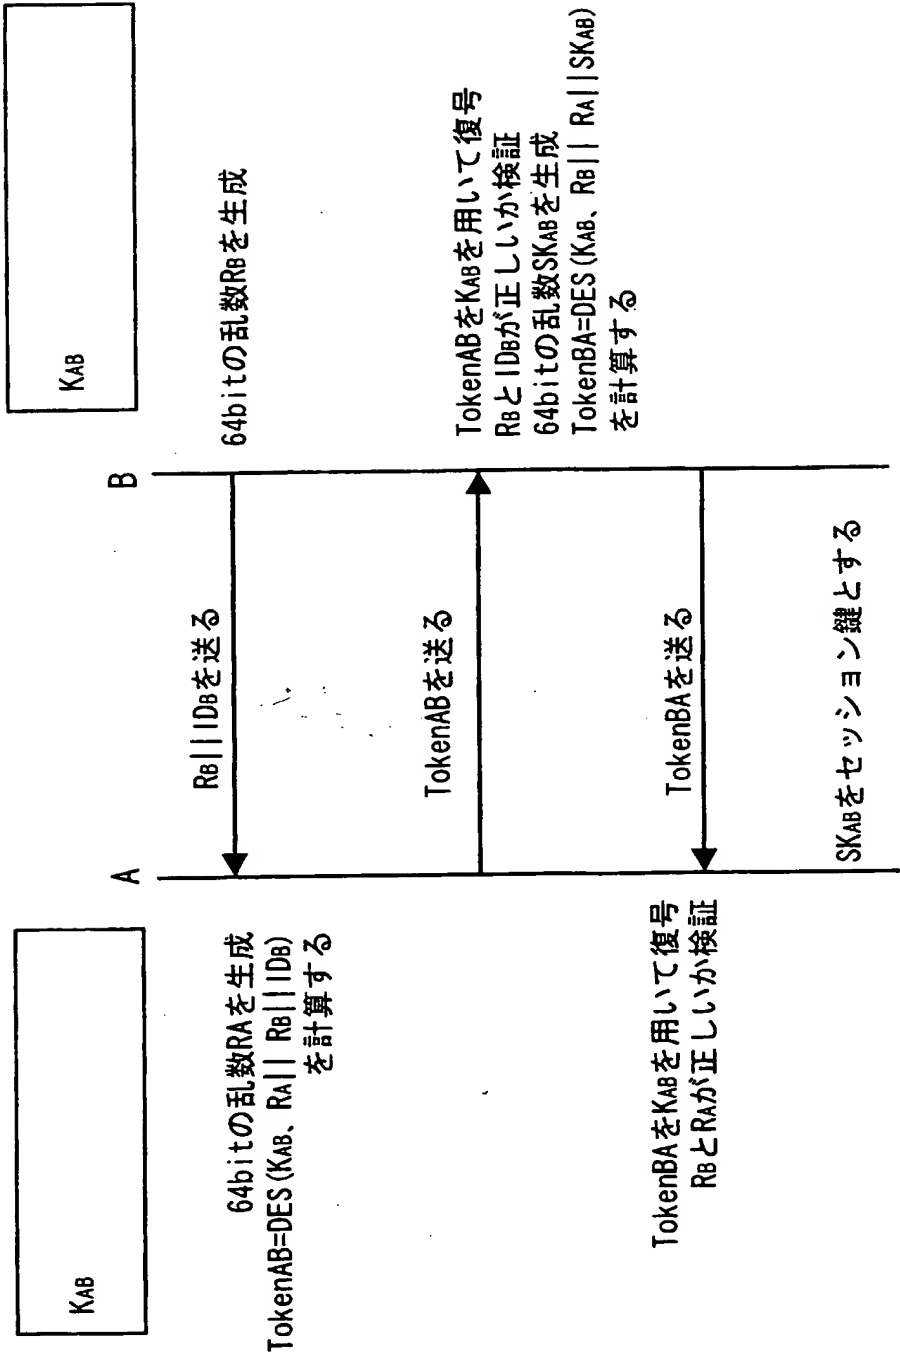 KAB
KAB
A
B
64bitの乱数RBを生成
RB||IDBを送る
64bitの乱数RAを生成
TokenAB=DES(KAB、RA|| RB||IDB)
を計算する
TokenABを送る
TokenABをKABを用いて復号
RBとIDBが正しいか検証
64bitの乱数SKABを生成
TokenBA=DES(KAB、RB|| RA||SKAB)
を計算する
TokenBAを送る
TokenBAをKABを用いて復号
RBとRAが正しいか検証
SKABをセッション鍵とする